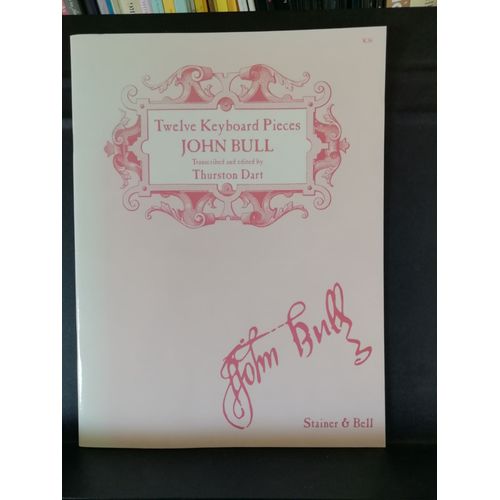 Twelve Keyboard Pieces
JOHN BULL
Transcribed and edited by
Thurston Dart
John Bull
Stainer & Bell